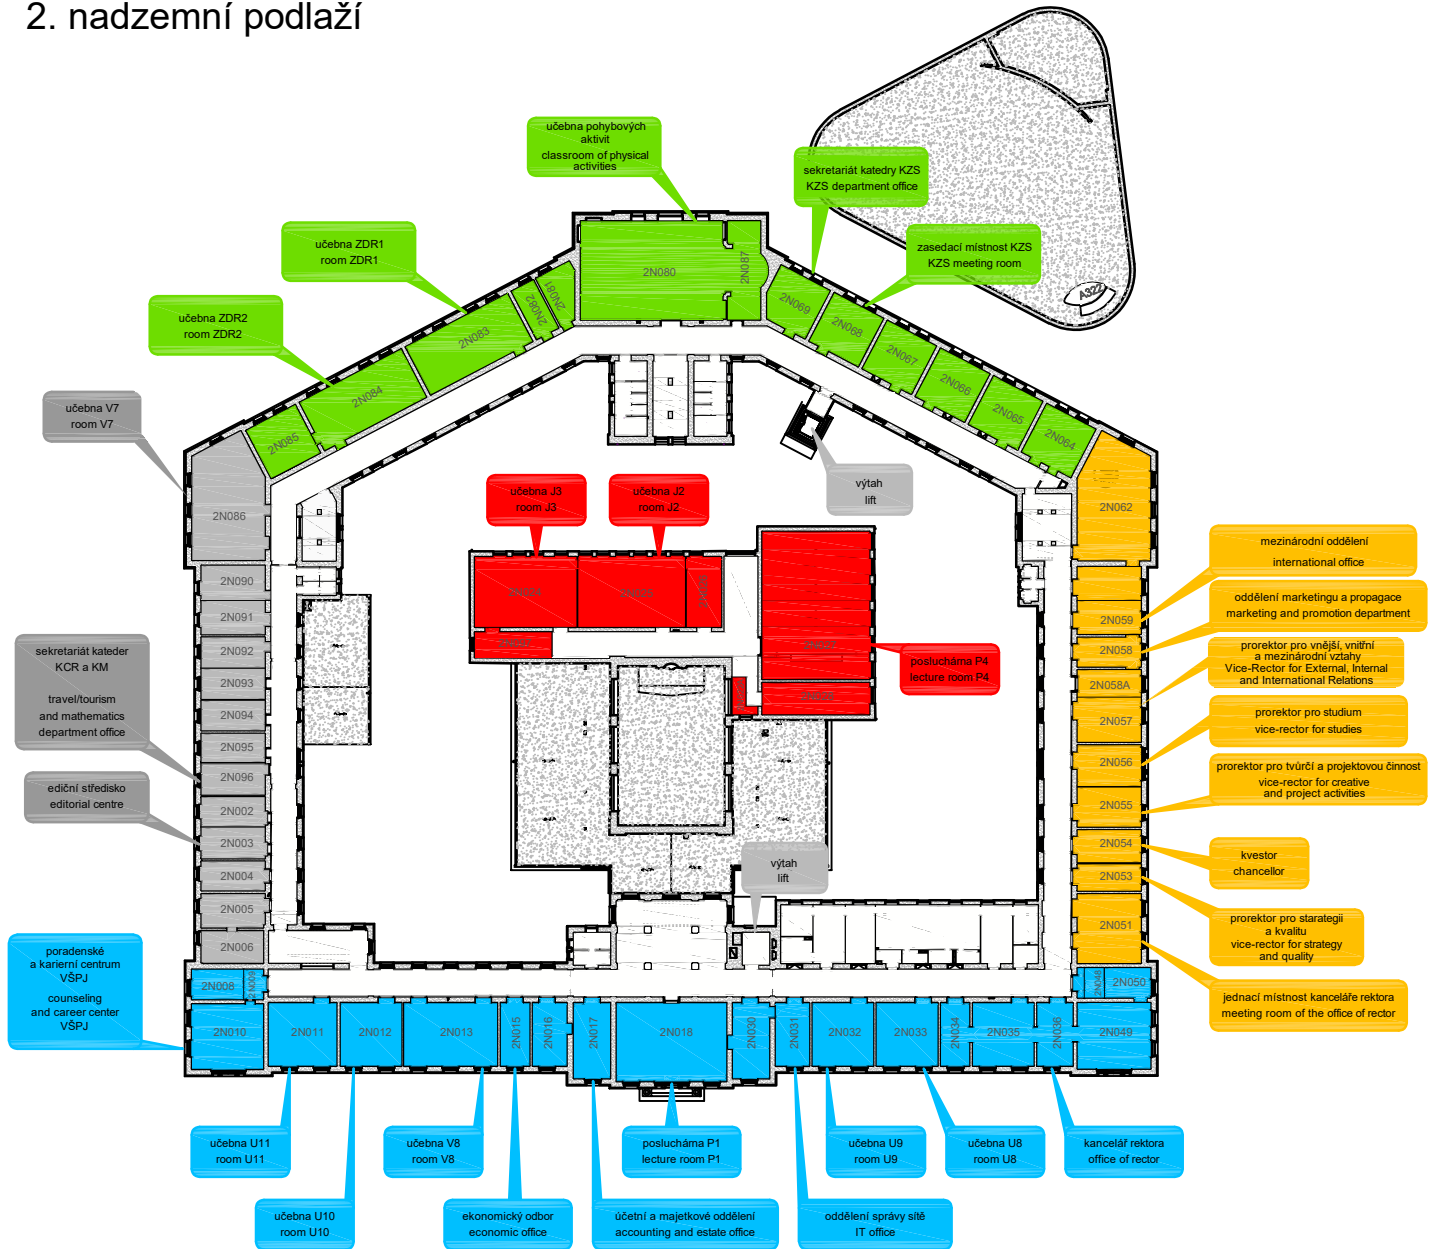 2. nadzemní podlaží
učebna pohybových
aktivit
classroom of physical
activities
sekretariát katedry KZS
KZS department office
učebna ZDR1
room ZDR1
zasedací místnost KZS
KZS meeting room
učebna ZDR2
room ZDR2
A322
2N080
2N087
2N081
2N082
2N083
2N084
2N085
2N069
2N068
2N067
2N066
2N065
2N064
učebna V7
room V7
výtah
lift
učebna J3
room J3
učebna J2
room J2
2N086
2N062
mezinárodní oddělení
international office
2N090
2N091
2N092
2N093
2N094
2N095
2N096
2N002
2N003
2N004
2N005
2N006
oddělení marketingu a propagace
marketing and promotion department
2N059
2N058
2N058A
2N057
2N056
2N055
2N054
2N053
2N051
sekretariát kateder
KCR a KM
travel/tourism
and mathematics
department office
posluchárna P4
lecture room P4
prorektor pro vnější, vnitřní
a mezinárodní vztahy
Vice-Rector for External, Internal
and International Relations
prorektor pro studium
vice-rector for studies
prorektor pro tvůrčí a projektovou činnost
vice-rector for creative
and project activities
ediční středisko
editorial centre
výtah
lift
kvestor
chancellor
prorektor pro starategii
a kvalitu
vice-rector for strategy
and quality
poradenské
a karierní centrum
VŠPJ
counseling
and career center
VŠPJ
jednací místnost kanceláře rektora
meeting room of the office of rector
2N008
2N009
2N048
2N050
2N010
2N011
2N012
2N013
2N015
2N016
2N017
2N018
2N030
2N031
2N032
2N033
2N034
2N035
2N036
2N049
učebna U11
room U11
učebna V8
room V8
posluchárna P1
lecture room P1
učebna U9
room U9
učebna U8
room U8
kancelář rektora
office of rector
učebna U10
room U10
ekonomický odbor
economic office
účetní a majetkové oddělení
accounting and estate office
oddělení správy sítě
IT office